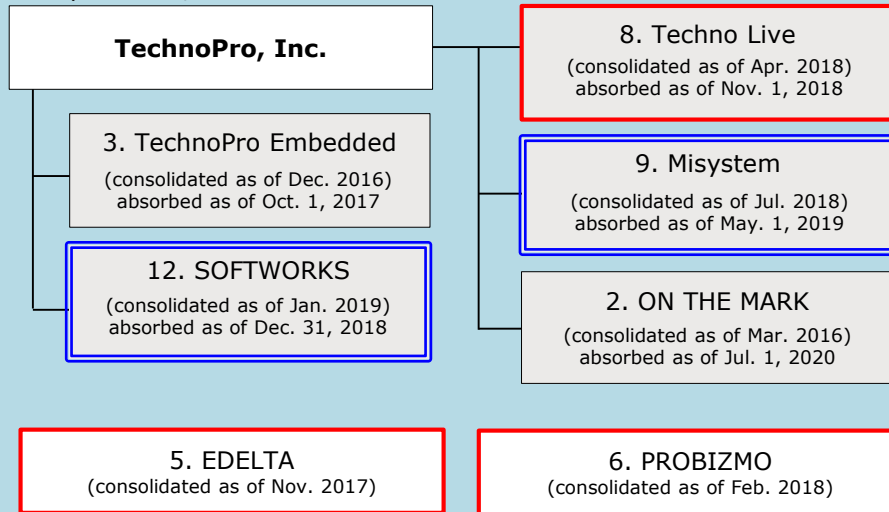 TechnoPro, Inc.
3. TechnoPro Embedded
(consolidated as of Dec. 2016)
absorbed as of Oct. 1, 2017
12. SOFTWORKS
(consolidated as of Jan. 2019)
absorbed as of Dec. 31, 2018
8. Techno Live
(consolidated as of Apr. 2018)
absorbed as of Nov. 1, 2018
9. Misystem
(consolidated as of Jul. 2018)
absorbed as of May. 1, 2019
2. ON THE MARK
(consolidated as of Mar. 2016)
absorbed as of Jul. 1, 2020
5. EDELTA
(consolidated as of Nov. 2017)
6. PROBIZMO
(consolidated as of Feb. 2018)